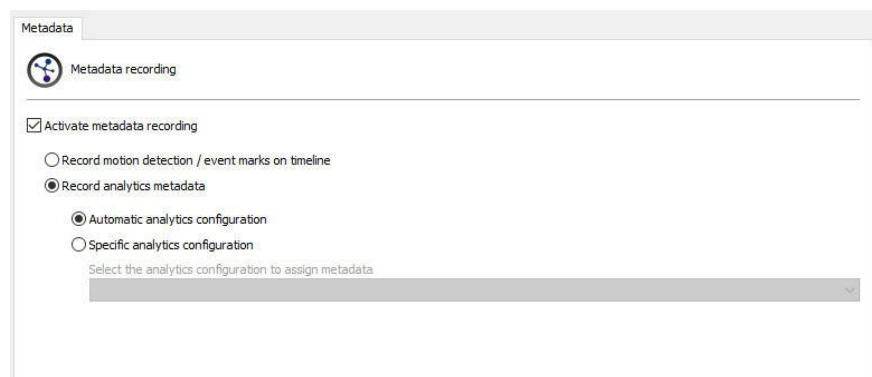 Metadata
Metadata recording
Activate metadata recording
Record motion detection / event marks on timeline
Record analytics metadata
Automatic analytics configuration
Specific analytics configuration
Select the analytics configuration to assign metadata